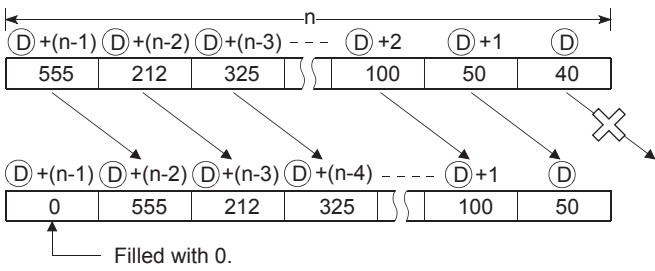 n
Ⓓ+(n-1) Ⓓ+(n-2) Ⓓ+(n-3) ---- Ⓓ+2 Ⓓ+1 Ⓓ
555 212 325 100 50 40
Ⓓ+(n-1) Ⓓ+(n-2) Ⓓ+(n-3) Ⓓ+(n-4) ----- Ⓓ+1 Ⓓ
0 555 212 325 100 50
Filled with 0.